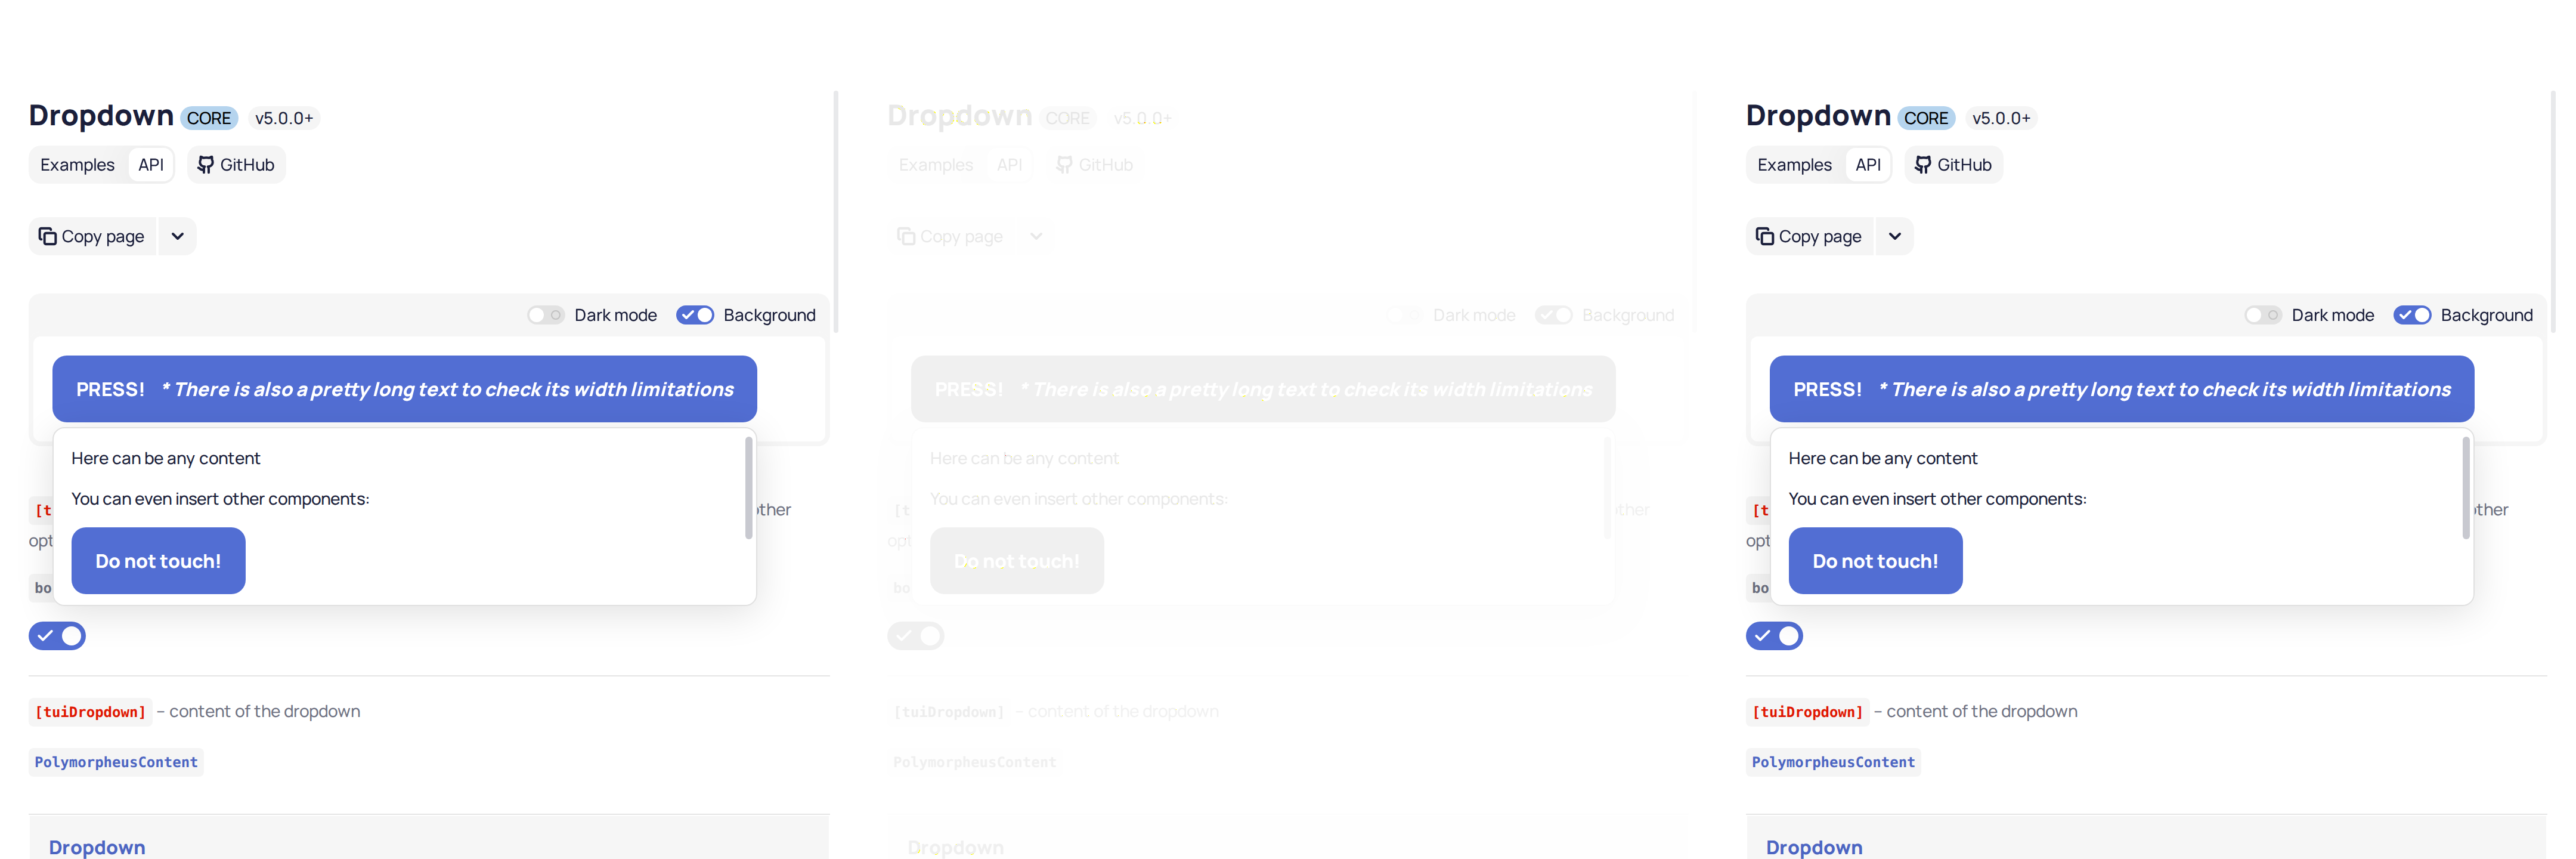 Dropdown CORE v5.0.0+
Examples API GitHub
Copy page
Dark mode Background
PRESS! * There is also a pretty long text to check its width limitations
Here can be any content
You can even insert other components:
[t
ther
opt
Do not touch!
bo
[tuiDropdown] – content of the dropdown
PolymorpheusContent
Dropdown
Dropdown CORE v5.0.0+
Examples API GitHub
Copy page
Dark mode Background
PRESS! * There is also a pretty long text to check its width limitations
Here can be any content
You can even insert other components:
[t
ther
opt
Do not touch!
bo
[tuiDropdown] – content of the dropdown
PolymorpheusContent
Dropdown
Dropdown CORE v5.0.0+
Examples API GitHub
Copy page
Dark mode Background
PRESS! * There is also a pretty long text to check its width limitations
Here can be any content
You can even insert other components:
[t
ther
opt
Do not touch!
bo
[tuiDropdown] – content of the dropdown
PolymorpheusContent
Dropdown